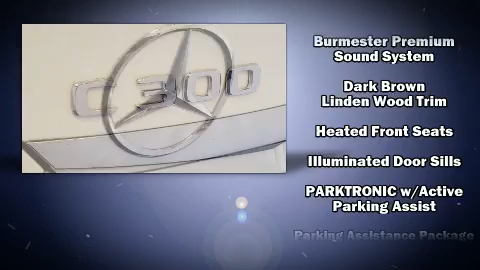 C 300
Burmester Premium
Sound System
Dark Brown
Linden Wood Trim
Heated Front Seats
Illuminated Door Sills
PARKTRONIC w/Active
Parking Assist
Parking Assistance Package